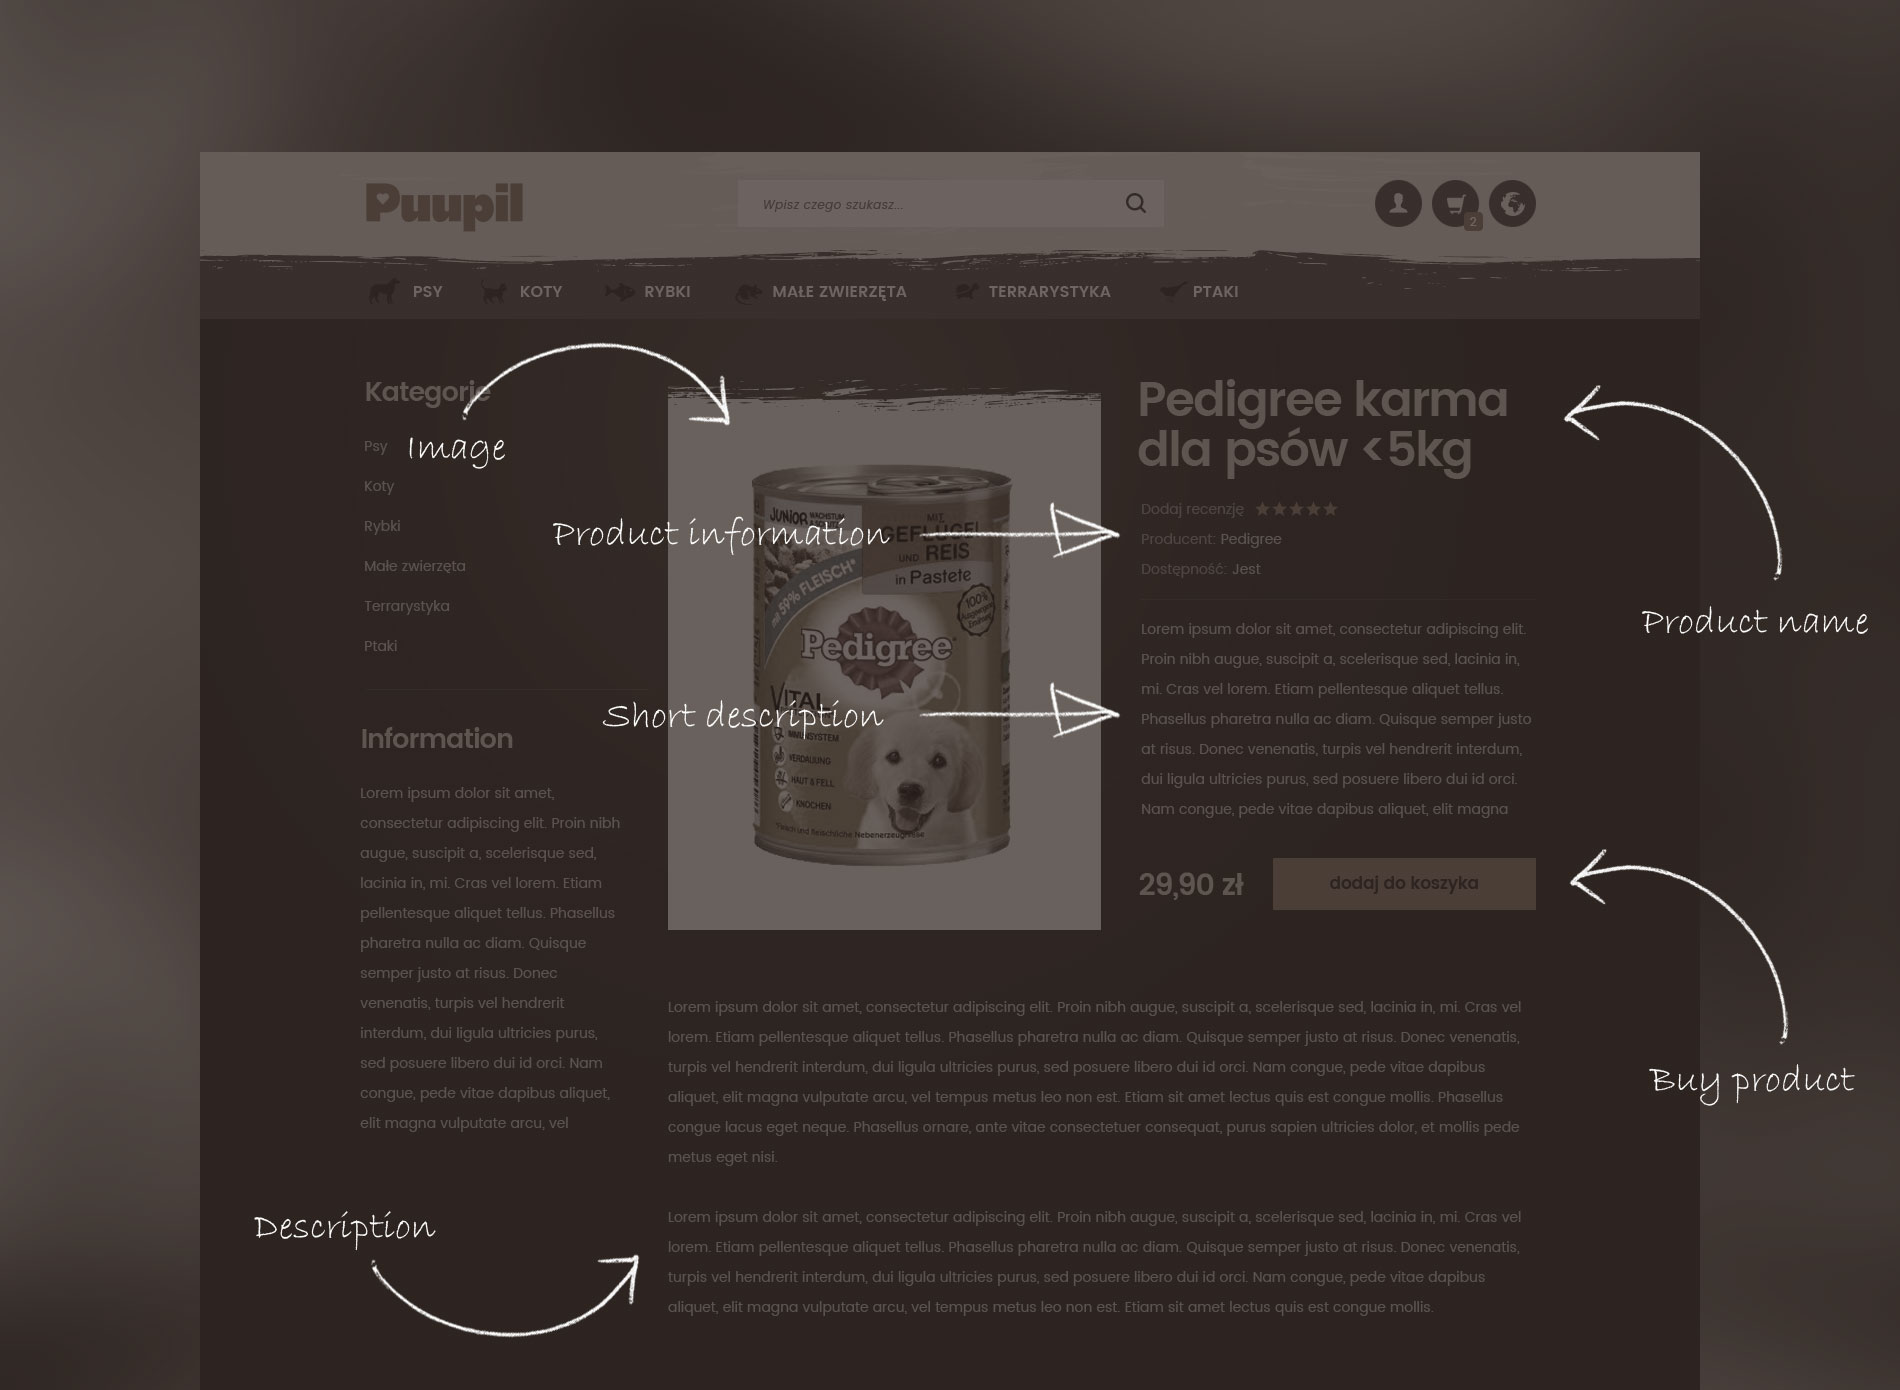 Puupil
Wpisz czego szukasz...
2
PSY
KOTY
RYBKI
MAŁE ZWIERZĘTA
TERRARYSTYKA
PTAKI
Kategorje
Image
Psy
Koty
Rybki
Małe zwierzęta
Terrarystyka
Ptaki
Information
Lorem ipsum dolor sit amet,
consectetur adipiscing elit. Proin nibh
augue, suscipit a, scelerisque sed,
lacinia in, mi. Cras vel lorem. Etiam
pellentesque aliquet tellus. Phasellus
pharetra nulla ac diam. Quisque
semper justo at risus. Donec
venenatis, turpis vel hendrerit
interdum, dui ligula ultricies purus,
sed posuere libero dui id orci. Nam
congue, pede vitae dapibus aliquet,
elit magna vulputate arcu, vel
Product information
Short description
JUNIOR
WACHSTUM
MIT
GEFLÜGEL
UND REIS
in Pastete
mit 59% FLEISCH*
100%
Pedigree
VITAL
IMMUNSYSTEM
VERDAUUNG
HAUT & FELL
KNOCHEN
*Fleisch und fleischliche Nebenerzeugnisse
Pedigree karma
dla psów <5kg
Dodaj recenzję
Producent: Pedigree
Dostępność: Jest
Product name
Lorem ipsum dolor sit amet, consectetur adipiscing elit.
Proin nibh augue, suscipit a, scelerisque sed, lacinia in,
mi. Cras vel lorem. Etiam pellentesque aliquet tellus.
Phasellus pharetra nulla ac diam. Quisque semper justo
at risus. Donec venenatis, turpis vel hendrerit interdum,
dui ligula ultricies purus, sed posuere libero dui id orci.
Nam congue, pede vitae dapibus aliquet, elit magna
29,90 zł
dodaj do koszyka
Buy product
Lorem ipsum dolor sit amet, consectetur adipiscing elit. Proin nibh augue, suscipit a, scelerisque sed, lacinia in, mi. Cras vel
lorem. Etiam pellentesque aliquet tellus. Phasellus pharetra nulla ac diam. Quisque semper justo at risus. Donec venenatis,
turpis vel hendrerit interdum, dui ligula ultricies purus, sed posuere libero dui id orci. Nam congue, pede vitae dapibus
aliquet, elit magna vulputate arcu, vel tempus metus leo non est. Etiam sit amet lectus quis est congue mollis. Phasellus
congue lacus eget neque. Phasellus ornare, ante vitae consectetuer consequat, purus sapien ultricies dolor, et mollis pede
metus eget nisi.
Description
Lorem ipsum dolor sit amet, consectetur adipiscing elit. Proin nibh augue, suscipit a, scelerisque sed, lacinia in, mi. Cras vel
lorem. Etiam pellentesque aliquet tellus. Phasellus pharetra nulla ac diam. Quisque semper justo at risus. Donec venenatis,
turpis vel hendrerit interdum, dui ligula ultricies purus, sed posuere libero dui id orci. Nam congue, pede vitae dapibus
aliquet, elit magna vulputate arcu, vel tempus metus leo non est. Etiam sit amet lectus quis est congue mollis.